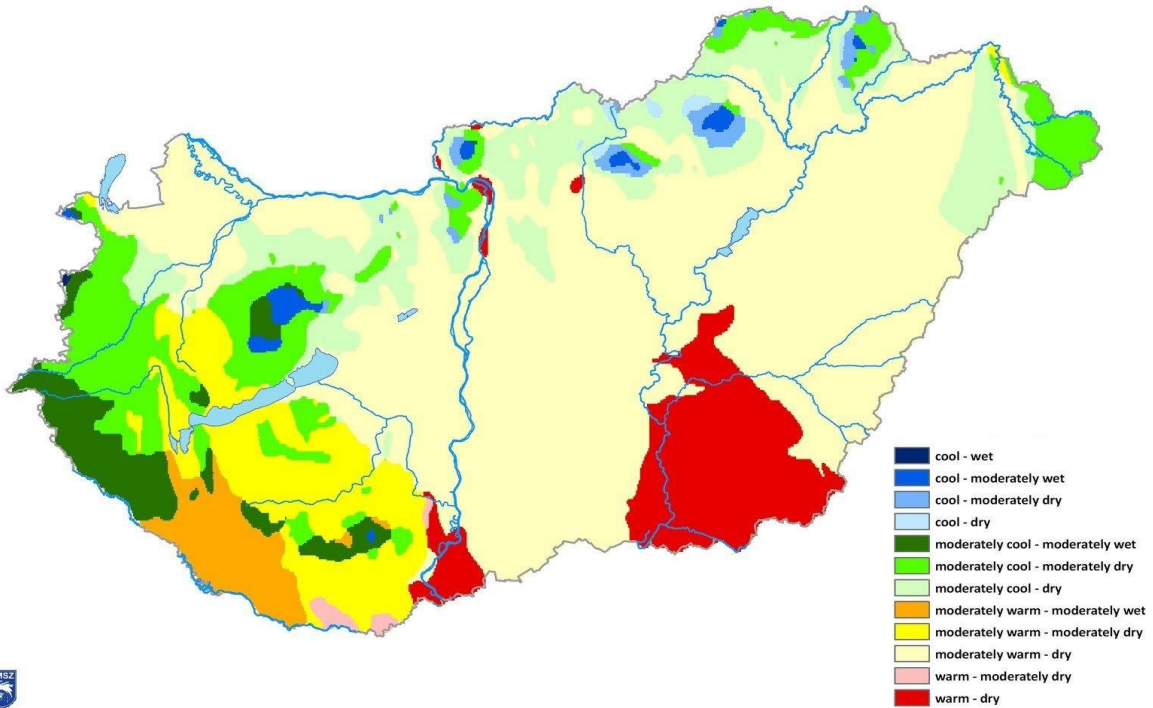 cool - wet
cool - moderately wet
cool - moderately dry
cool - dry
moderately cool - moderately wet
moderately cool - moderately dry
moderately cool - dry
moderately warm - moderately wet
moderately warm - moderately dry
moderately warm - dry
warm - moderately dry
warm - dry
MSZ